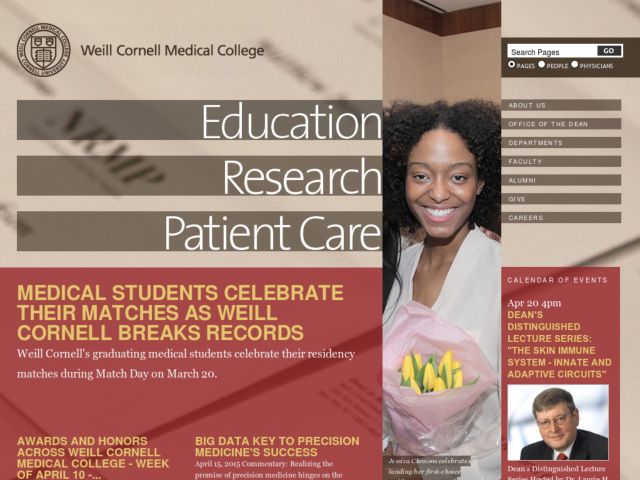 Weill Cornell Medical College
Search Pages
GO
PAGES PEOPLE PHYSICIANS
Education
Research
Patient Care
NRMP
ABOUT US
OFFICE OF THE DEAN
DEPARTMENTS
FACULTY
ALUMNI
GIVE
CAREERS
MEDICAL STUDENTS CELEBRATE
THEIR MATCHES AS WEILL
CORNELL BREAKS RECORDS
Weill Cornell's graduating medical students celebrate their residency
matches during Match Day on March 20.
AWARDS AND HONORS
ACROSS WEILL CORNELL
MEDICAL COLLEGE - WEEK
OF APRIL 10 -...
BIG DATA KEY TO PRECISION
MEDICINE'S SUCCESS
April 15, 2015 Commentary: Realizing the
promise of precision medicine hinges on the
Jessica Clemons celebrates
landing her first-choice
CALENDAR OF EVENTS
Apr 20 4pm
DEAN'S
DISTINGUISHED
LECTURE SERIES:
"THE SKIN IMMUNE
SYSTEM - INNATE AND
ADAPTIVE CIRCUITS"
Dean's Distinguished Lecture
Series Hosted by Dr. Laurie H.